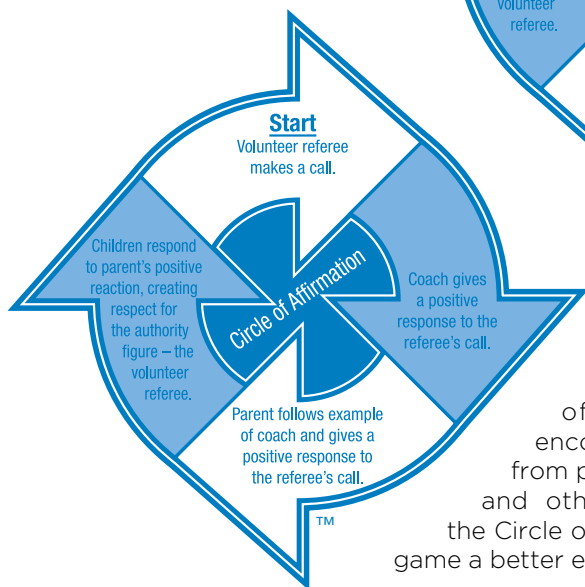 volunteer
referee.
Start
Volunteer referee
makes a call.
Circle of Affirmation
Coach gives
a positive
response to the
referee's call.
Parent follows example
of coach and gives a
positive response to
the referee's call.
TM
Children respond
to parent's positive
reaction, creating
respect for
the authority
figure – the
volunteer
referee.
from
and
the Circle
game a better